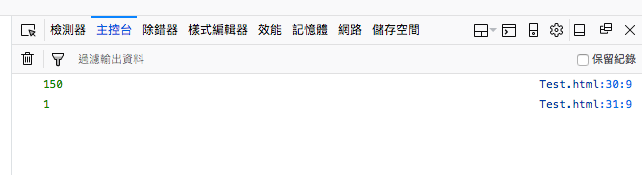 檢測器 主控台 除錯器 樣式編輯器 效能 記憶體 網路 儲存空間
過濾輸出資料 保留紀錄
150 Test.html:30:9
1 Test.html:31:9